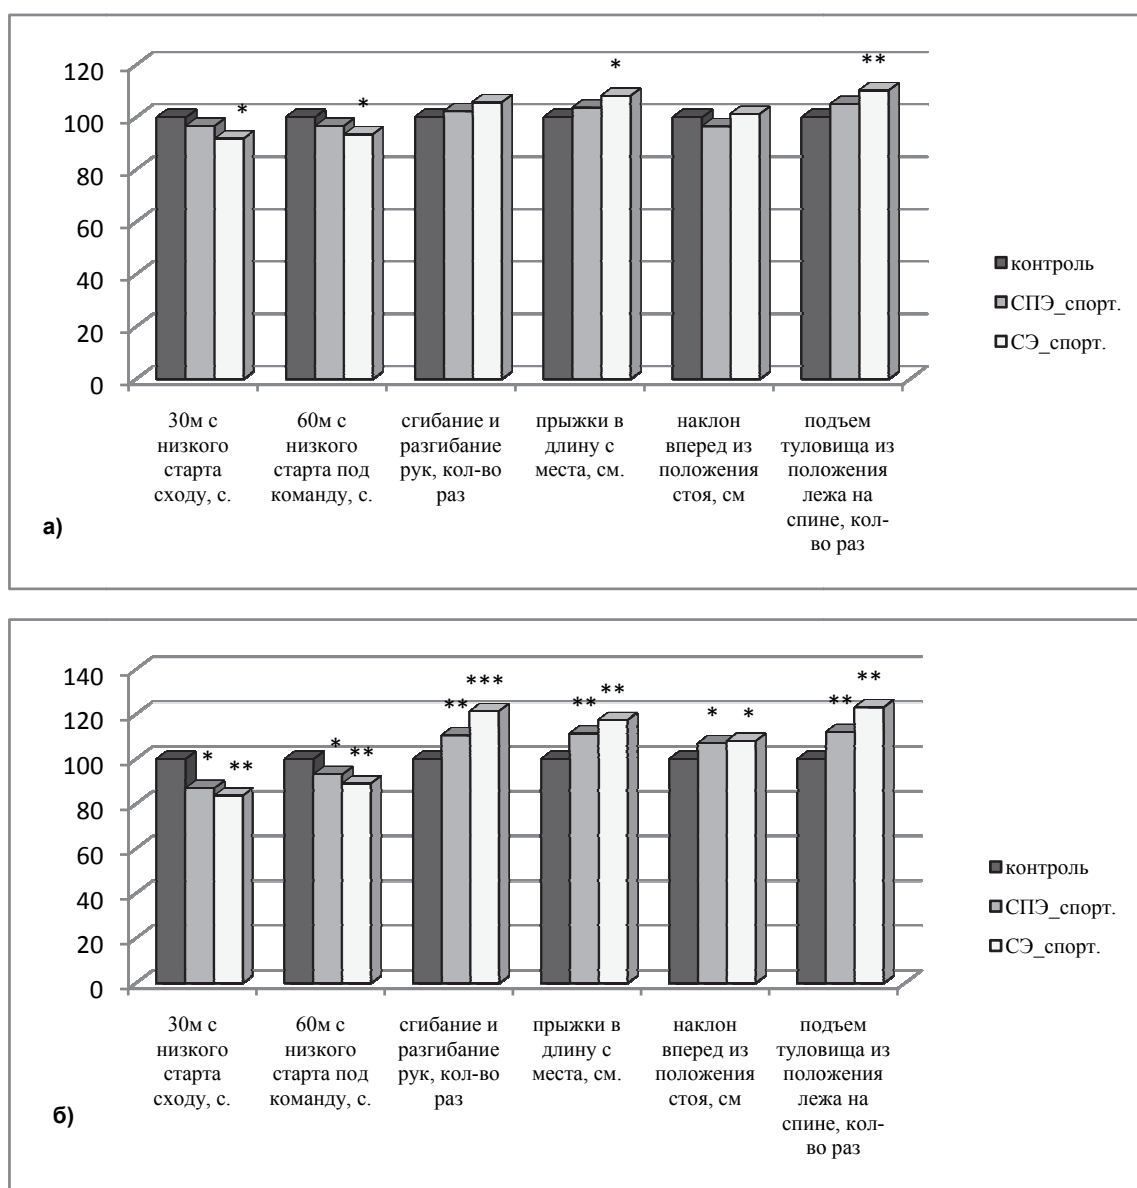 120
100
80
60
40
20
0
*
*
*
**
30м с
низкого
старта
сходу, с.
60м с
низкого
старта под
команду, с.
сгибание и
разгибание
рук, кол-во
раз
прыжки в
длину с
места, см.
наклон
вперед из
положения
стоя, см
подъем
туловища из
положения
лежа на
спине, кол-
во раз
контроль
СПЭ_спорт.
СЭ_спорт.
а)
140
120
100
80
60
40
20
0
*
**
*
**
**
***
**
**
*
*
**
**
30м с
низкого
старта
сходу, с.
60м с
низкого
старта под
команду, с.
сгибание и
разгибание
рук, кол-во
раз
прыжки в
длину с
места, см.
наклон
вперед из
положения
стоя, см
подъем
туловища из
положения
лежа на
спине, кол-
во раз
контроль
СПЭ_спорт.
СЭ_спорт.
б)